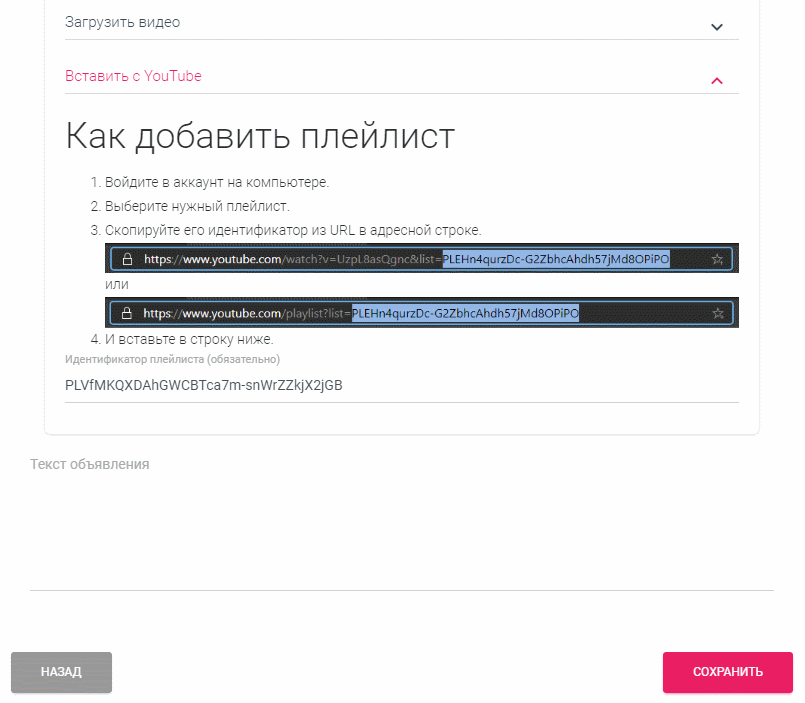 Загрузить видео
Вставить с YouTube
Как добавить плейлист
1. Войдите в аккаунт на компьютере.
2. Выберите нужный плейлист.
3. Скопируйте его идентификатор из URL в адресной строке.
https://www.youtube.com/watch?v=UzpL8asQgnc&list=PLEHn4qurzDc-G2ZbhcAhdh57jMd8OPiPO
или
https://www.youtube.com/playlist?list=PLEHn4qurzDc-G2ZbhcAhdh57jMd8OPiPO
4. И вставьте в строку ниже.
Идентификатор плейлиста (обязательно)
PLVfMKQXDAhGWCBTca7m-snWrZZkjX2jGB
Текст объявления
НАЗАД
СОХРАНИТЬ